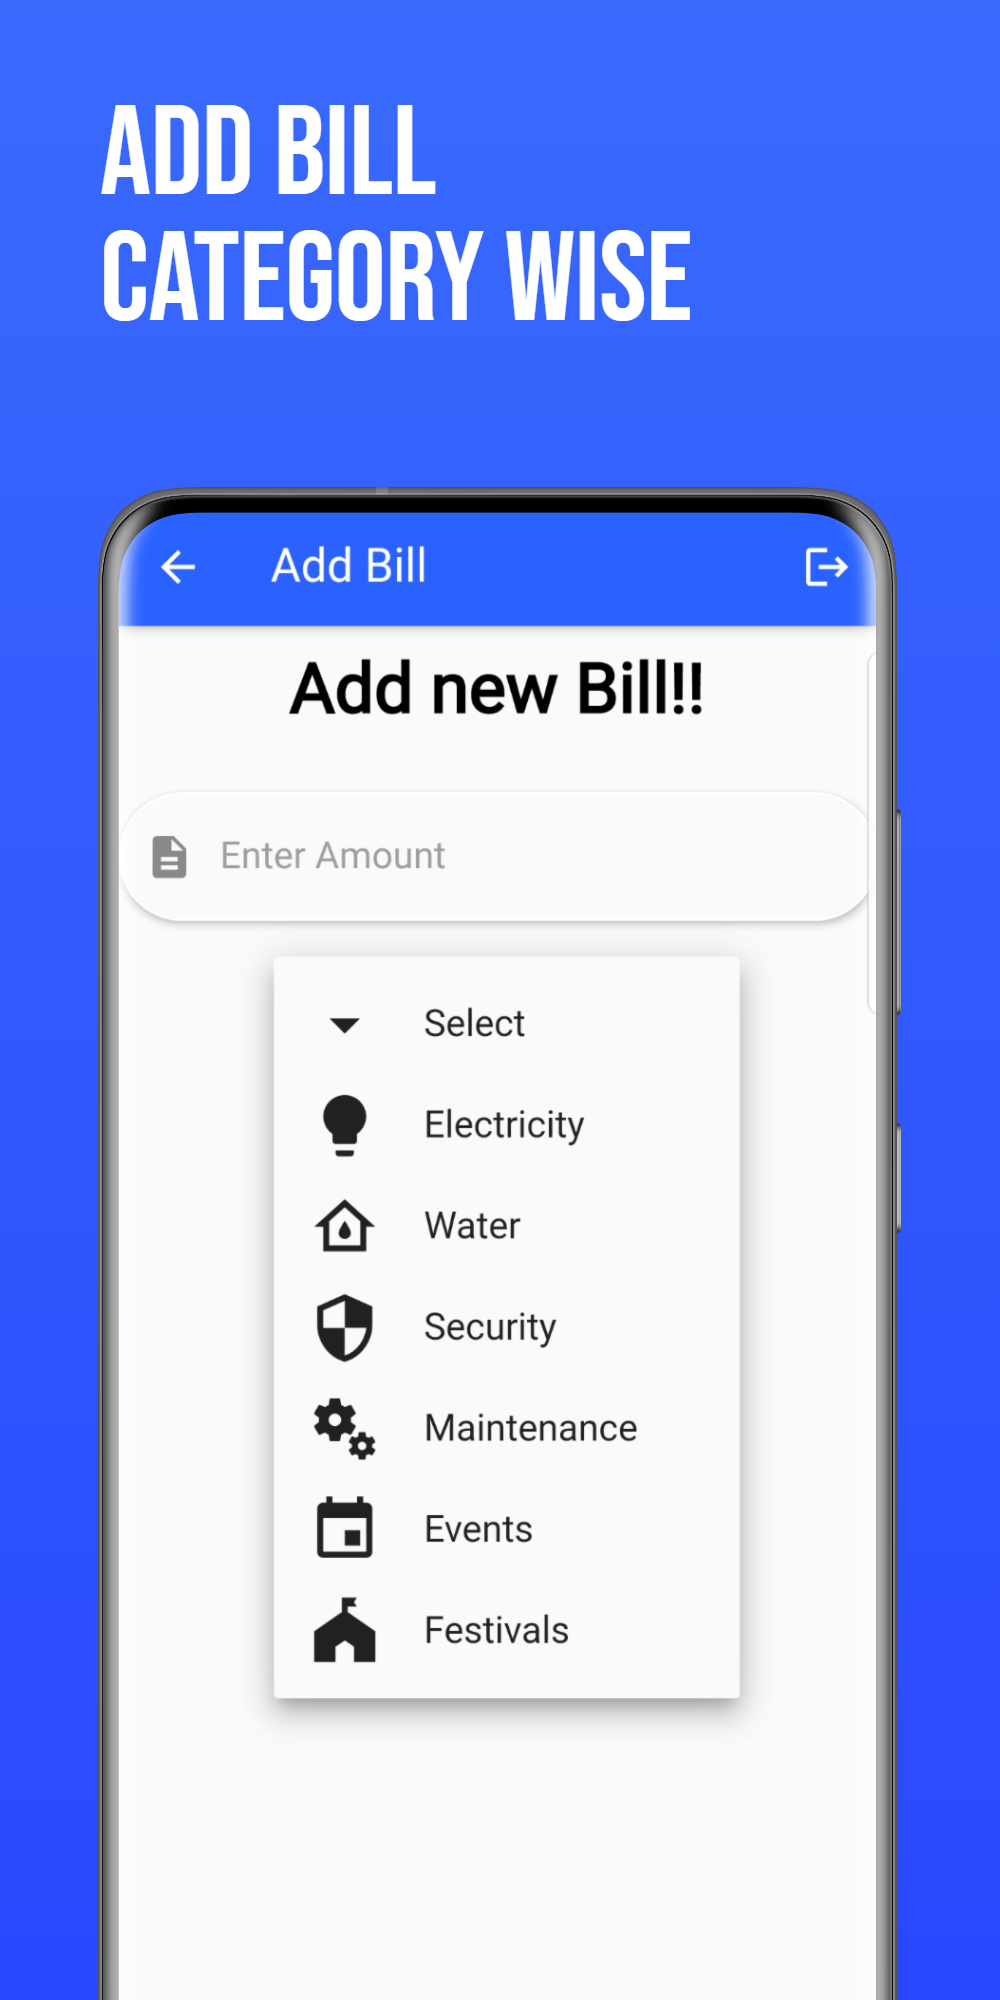 ADD BILL
CATEGORY WISE
Add Bill
Add new Bill!!
Enter Amount
Select
Electricity
Water
Security
Maintenance
Events
Festivals